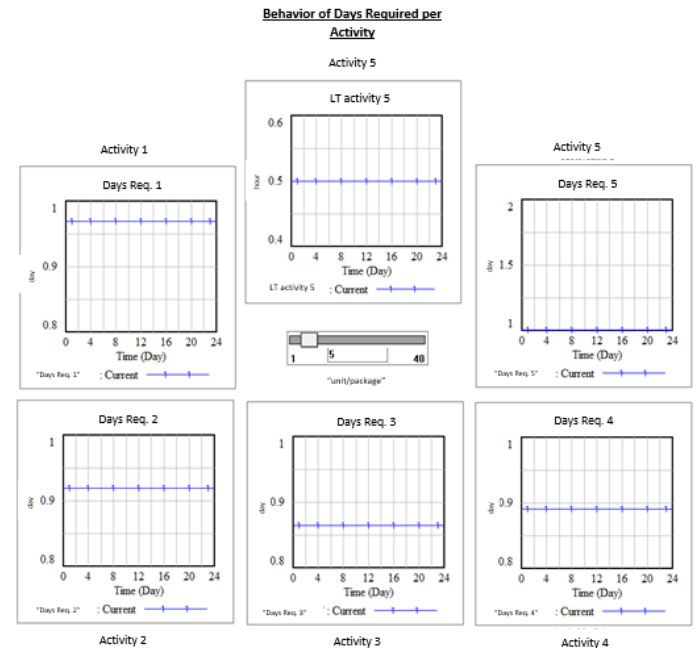 Behavior of Days Required per
Activity
Activity 5
LT activity 5
0.6
0.5
0.4
hour
0 4 8 12 16 20 24
Time (Day)
LT activity 5 : Current
Activity 1
Days Req. 1
1
0.9
0.8
day
0 4 8 12 16 20 24
Time (Day)
"Days Req. 1" : Current
Activity 5
Days Req. 5
2
1.5
1
day
0 4 8 12 16 20 24
Time (Day)
"Days Req. 5" : Current
1 5 40
"unit/package"
Days Req. 2
1
0.9
0.8
day
0 4 8 12 16 20 24
Time (Day)
"Days Req. 2" : Current
Activity 2
Days Req. 3
1
0.9
0.8
day
0 4 8 12 16 20 24
Time (Day)
"Days Req. 3" : Current
Activity 3
Days Req. 4
1
0.9
0.8
day
0 4 8 12 16 20 24
Time (Day)
"Days Req. 4" : Current
Activity 4